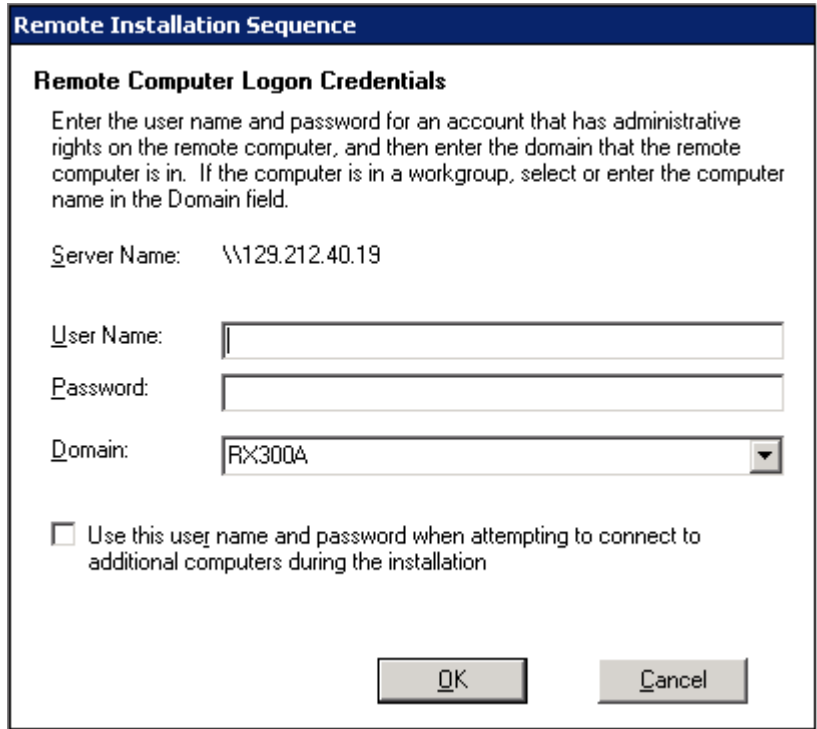 Remote Installation Sequence
Remote Computer Logon Credentials
Enter the user name and password for an account that has administrative
rights on the remote computer, and then enter the domain that the remote
computer is in.  If the computer is in a workgroup, select or enter the computer
name in the Domain field.
Server Name: \\129.212.40.19
User Name:
Password:
Domain: RX300A
Use this user name and password when attempting to connect to
additional computers during the installation
OK Cancel